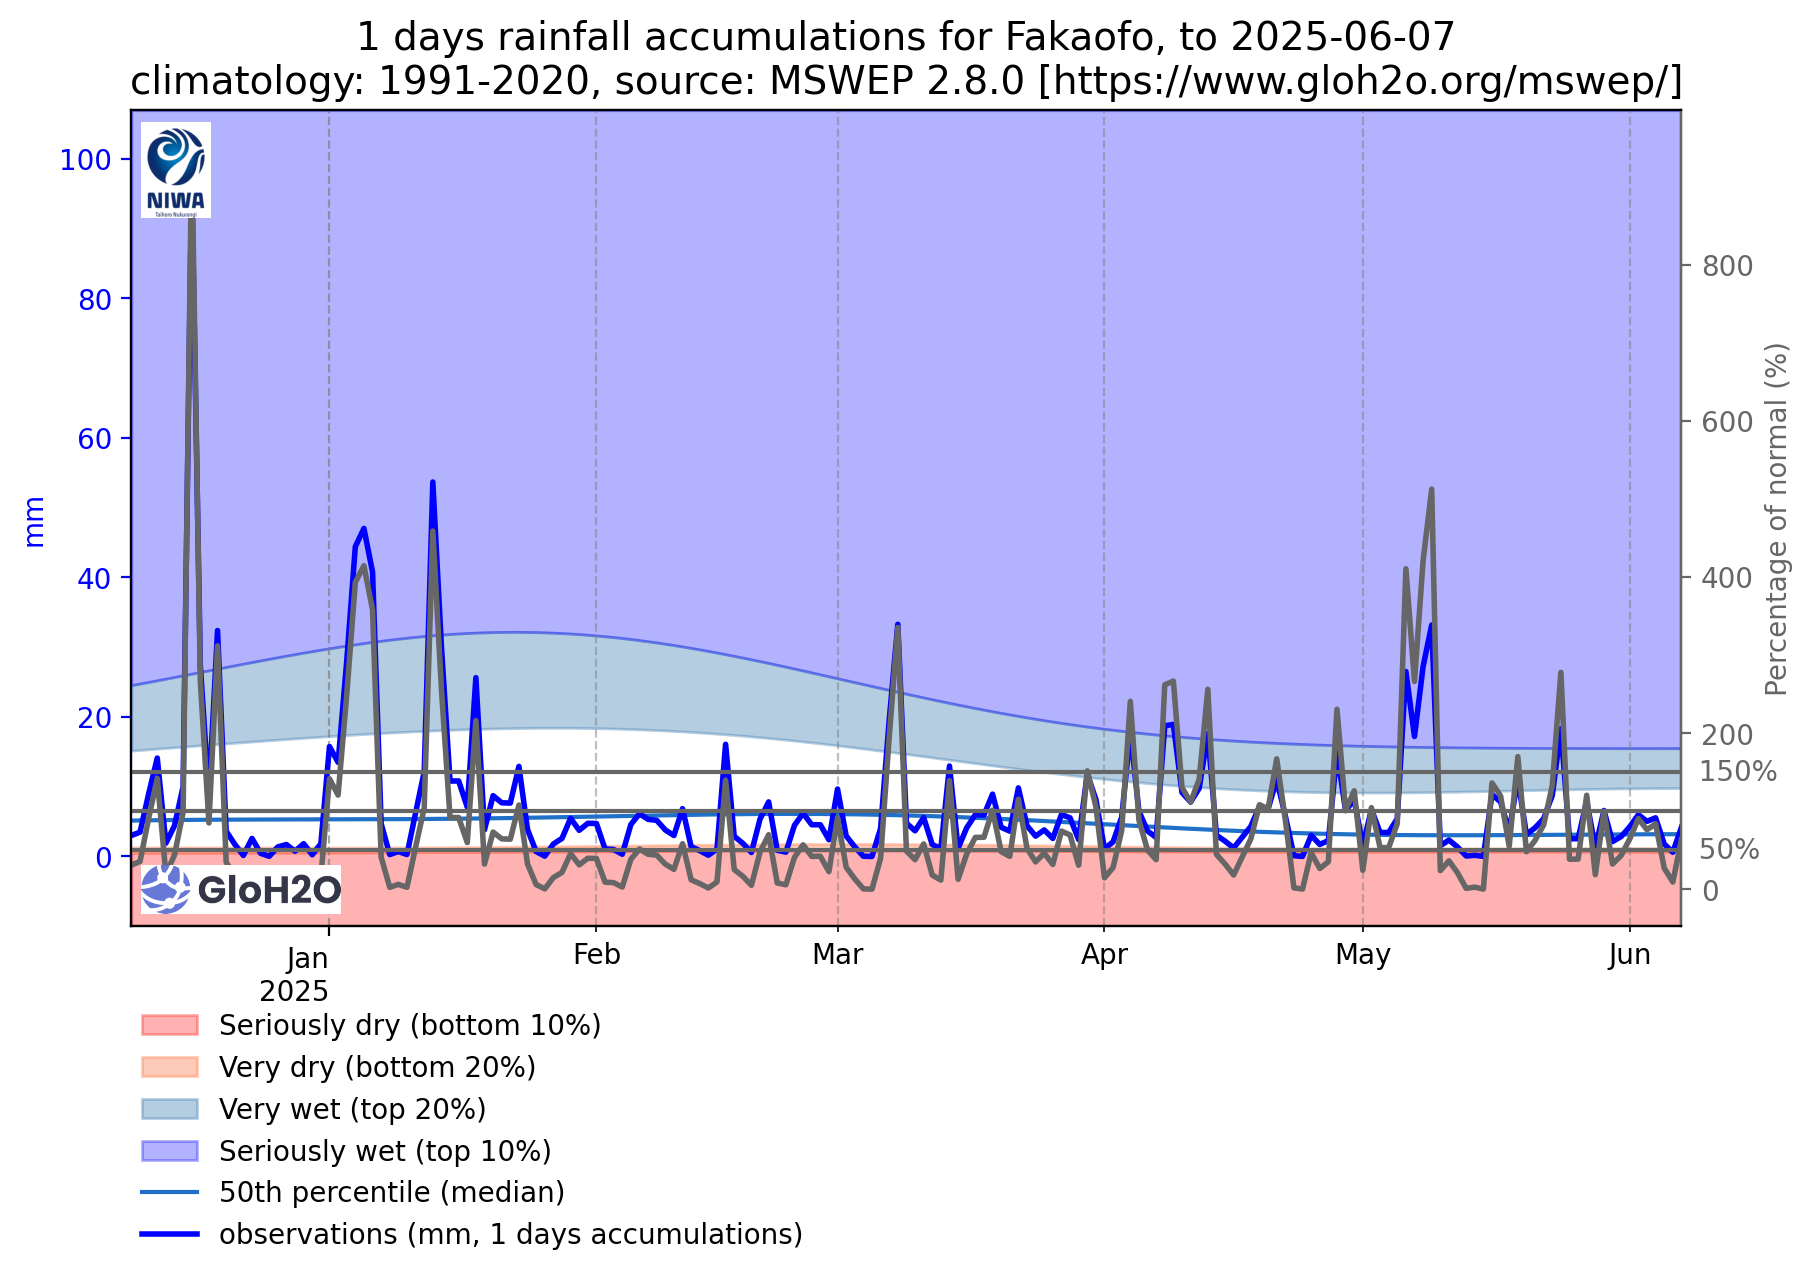 1 days rainfall accumulations for Fakaofo, to 2025-06-07
climatology: 1991-2020, source: MSWEP 2.8.0 [https://www.gloh2o.org/mswep/]
NIWA
Taihoro Nukurangi
100
80
60
40
20
0
mm
800
600
400
200
150%
50%
0
Percentage of normal (%)
GloH2O
Jan
2025
Feb
Mar
Apr
May
Jun
Seriously dry (bottom 10%)
Very dry (bottom 20%)
Very wet (top 20%)
Seriously wet (top 10%)
50th percentile (median)
observations (mm, 1 days accumulations)